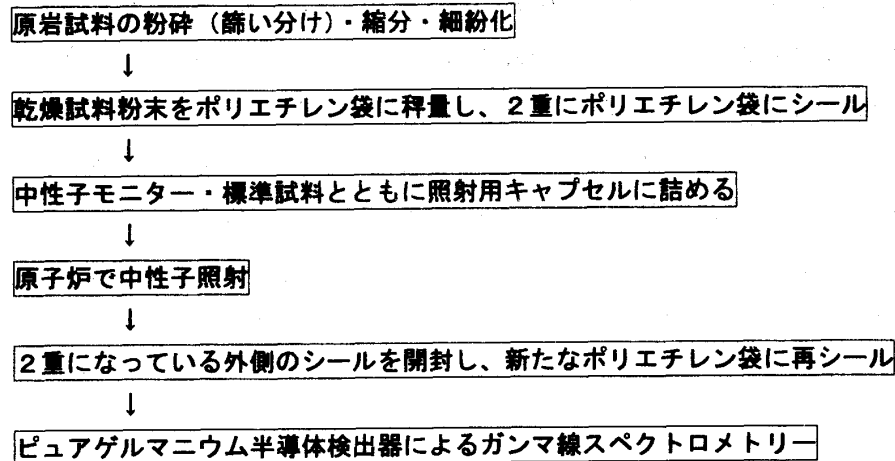 原岩試料の粉砕（篩い分け）・縮分・細紛化
↓
乾燥試料粉末をポリエチレン袋に秤量し、２重にポリエチレン袋にシール
↓
中性子モニター・標準試料とともに照射用キャプセルに詰める
↓
原子炉で中性子照射
↓
２重になっている外側のシールを開封し、新たなポリエチレン袋に再シール
↓
ピュアゲルマニウム半導体検出器によるガンマ線スペクトロメトリー